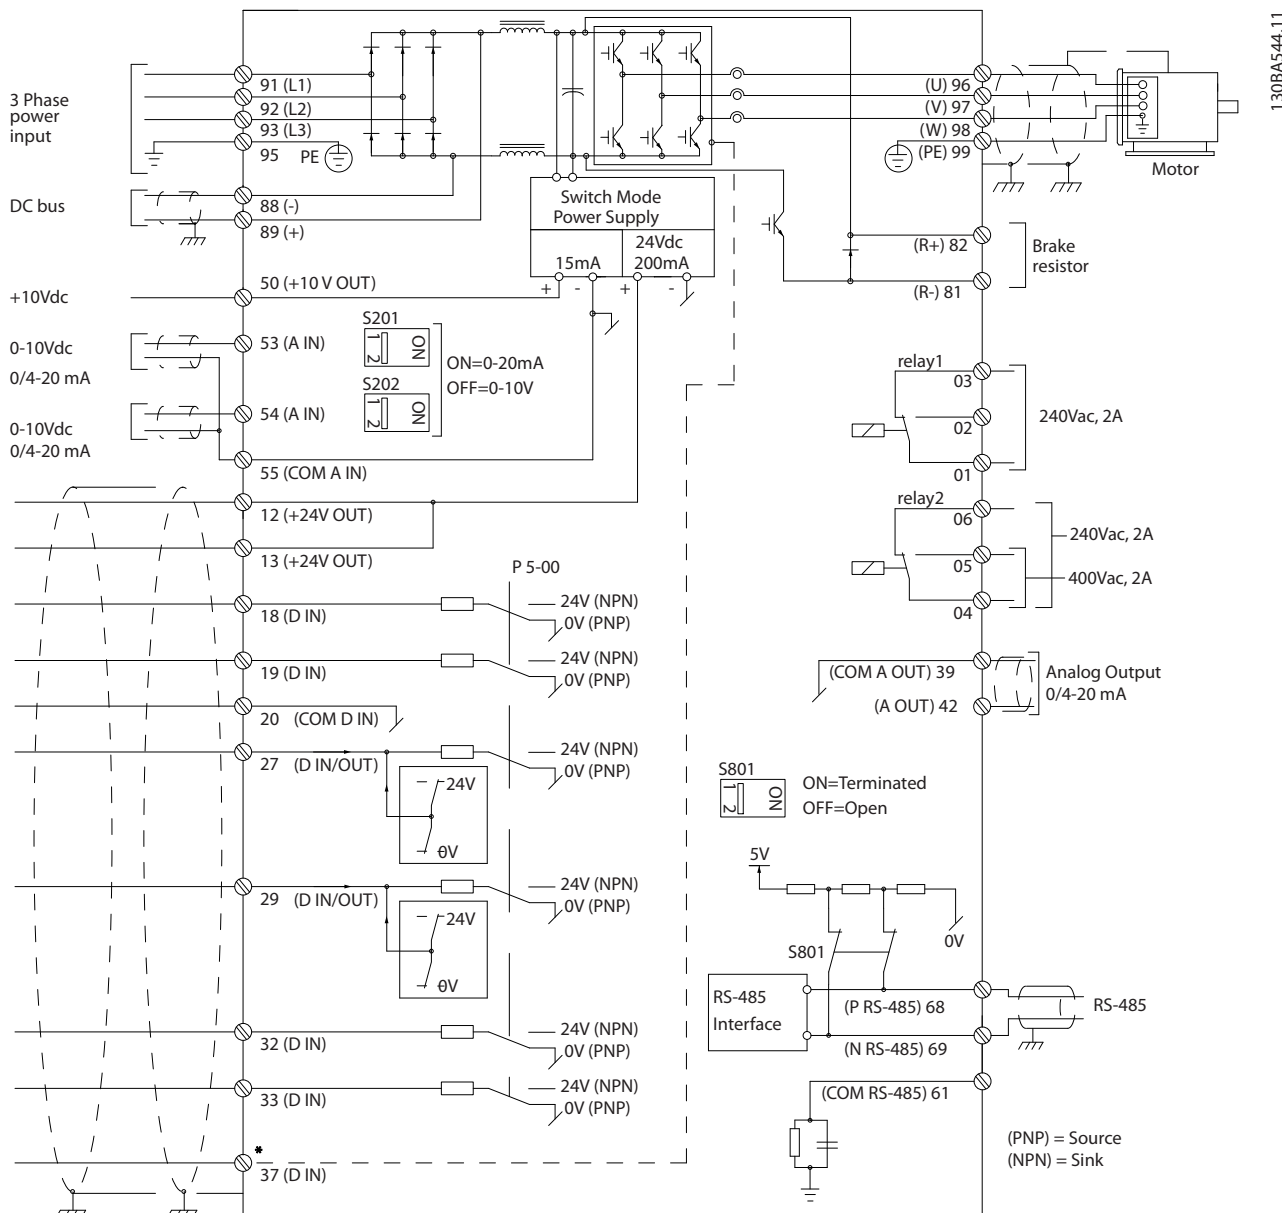 130BA544.11
3 Phase
power
input
91 (L1)
92 (L2)
93 (L3)
95 PE
DC bus
88 (-)
89 (+)
+10Vdc
50 (+10 V OUT)
0-10Vdc
0/4-20 mA
53 (A IN)
0-10Vdc
0/4-20 mA
54 (A IN)
55 (COM A IN)
12 (+24V OUT)
13 (+24V OUT)
18 (D IN)
19 (D IN)
20 (COM D IN)
27 (D IN/OUT)
24V
0V
29 (D IN/OUT)
24V
0V
32 (D IN)
33 (D IN)
*
37 (D IN)
S201
1 2 ON
S202
1 2 ON
ON=0-20mA
OFF=0-10V
Switch Mode
Power Supply
15mA
24Vdc
200mA
+ - + -
P 5-00
24V (NPN)
0V (PNP)
24V (NPN)
0V (PNP)
24V (NPN)
0V (PNP)
24V (NPN)
0V (PNP)
24V (NPN)
0V (PNP)
24V (NPN)
0V (PNP)
(U) 96
(V) 97
(W) 98
(PE) 99
Motor
(R+) 82
(R-) 81
Brake
resistor
relay1
03
02
01
240Vac, 2A
relay2
06
05
04
240Vac, 2A
400Vac, 2A
(COM A OUT) 39
(A OUT) 42
Analog Output
0/4-20 mA
S801
1 2 ON
ON=Terminated
OFF=Open
5V
0V
S801
RS-485
Interface
(P RS-485) 68
(N RS-485) 69
(COM RS-485) 61
RS-485
(PNP) = Source
(NPN) = Sink